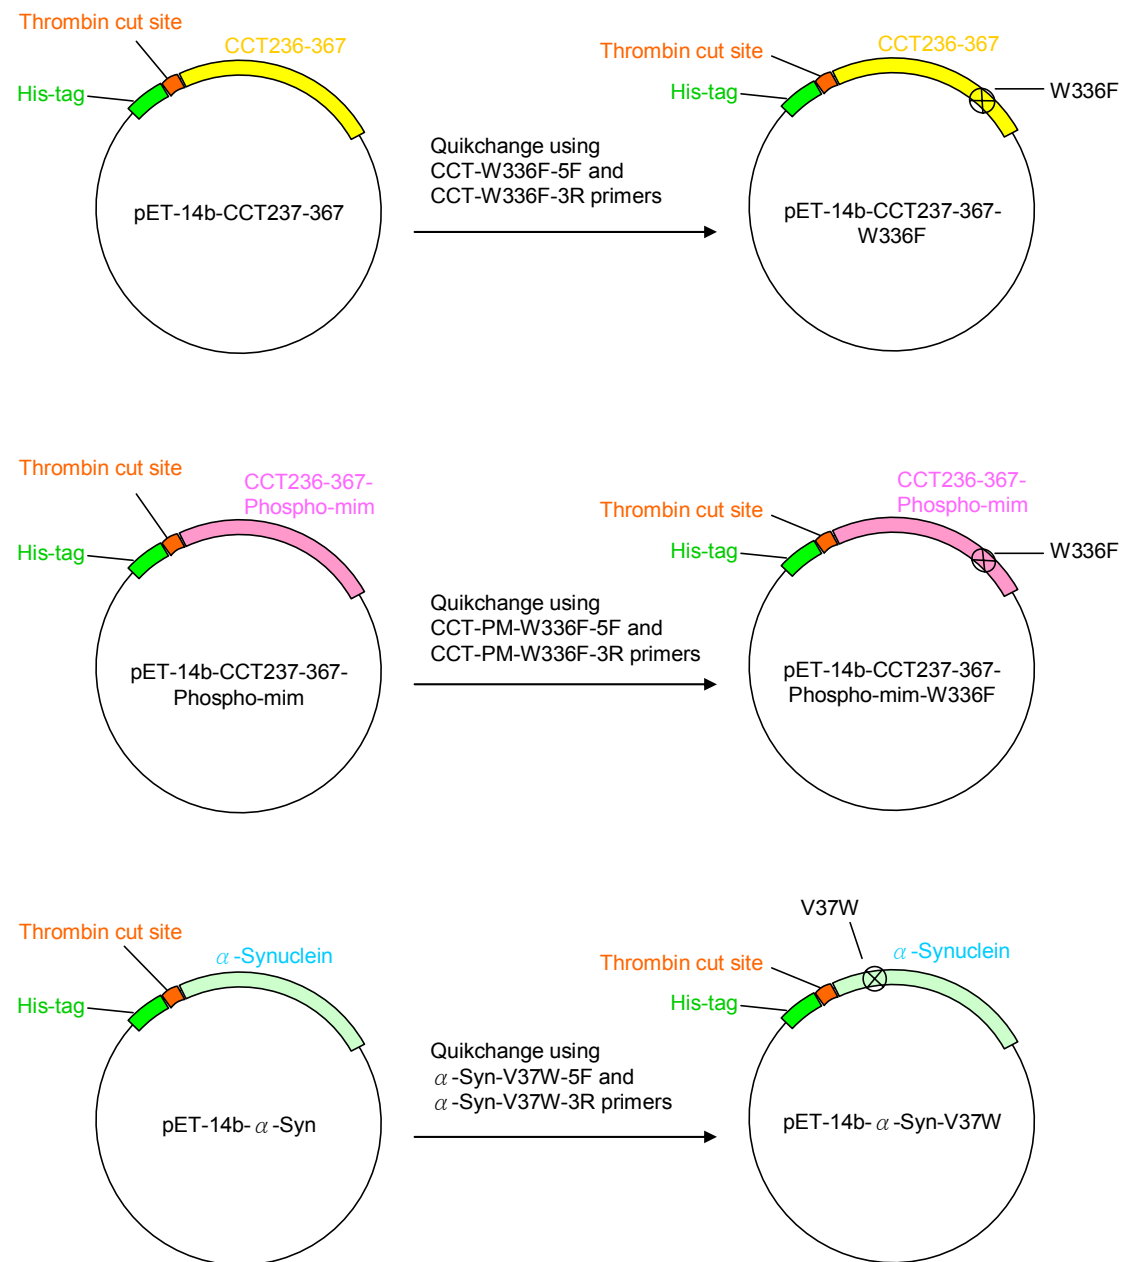 Thrombin cut site
CCT236-367
His-tag
pET-14b-CCT237-367
Quikchange using
CCT-W336F-5F and
CCT-W336F-3R primers
Thrombin cut site
CCT236-367
His-tag
W336F
pET-14b-CCT237-367-
W336F
Thrombin cut site
CCT236-367-
Phospho-mim
His-tag
pET-14b-CCT237-367-
Phospho-mim
Quikchange using
CCT-PM-W336F-5F and
CCT-PM-W336F-3R primers
Thrombin cut site
CCT236-367-
Phospho-mim
His-tag
W336F
pET-14b-CCT237-367-
Phospho-mim-W336F
Thrombin cut site
α-Synuclein
His-tag
pET-14b-α-Syn
Quikchange using
α-Syn-V37W-5F and
α-Syn-V37W-3R primers
V37W
Thrombin cut site
α-Synuclein
His-tag
pET-14b-α-Syn-V37W